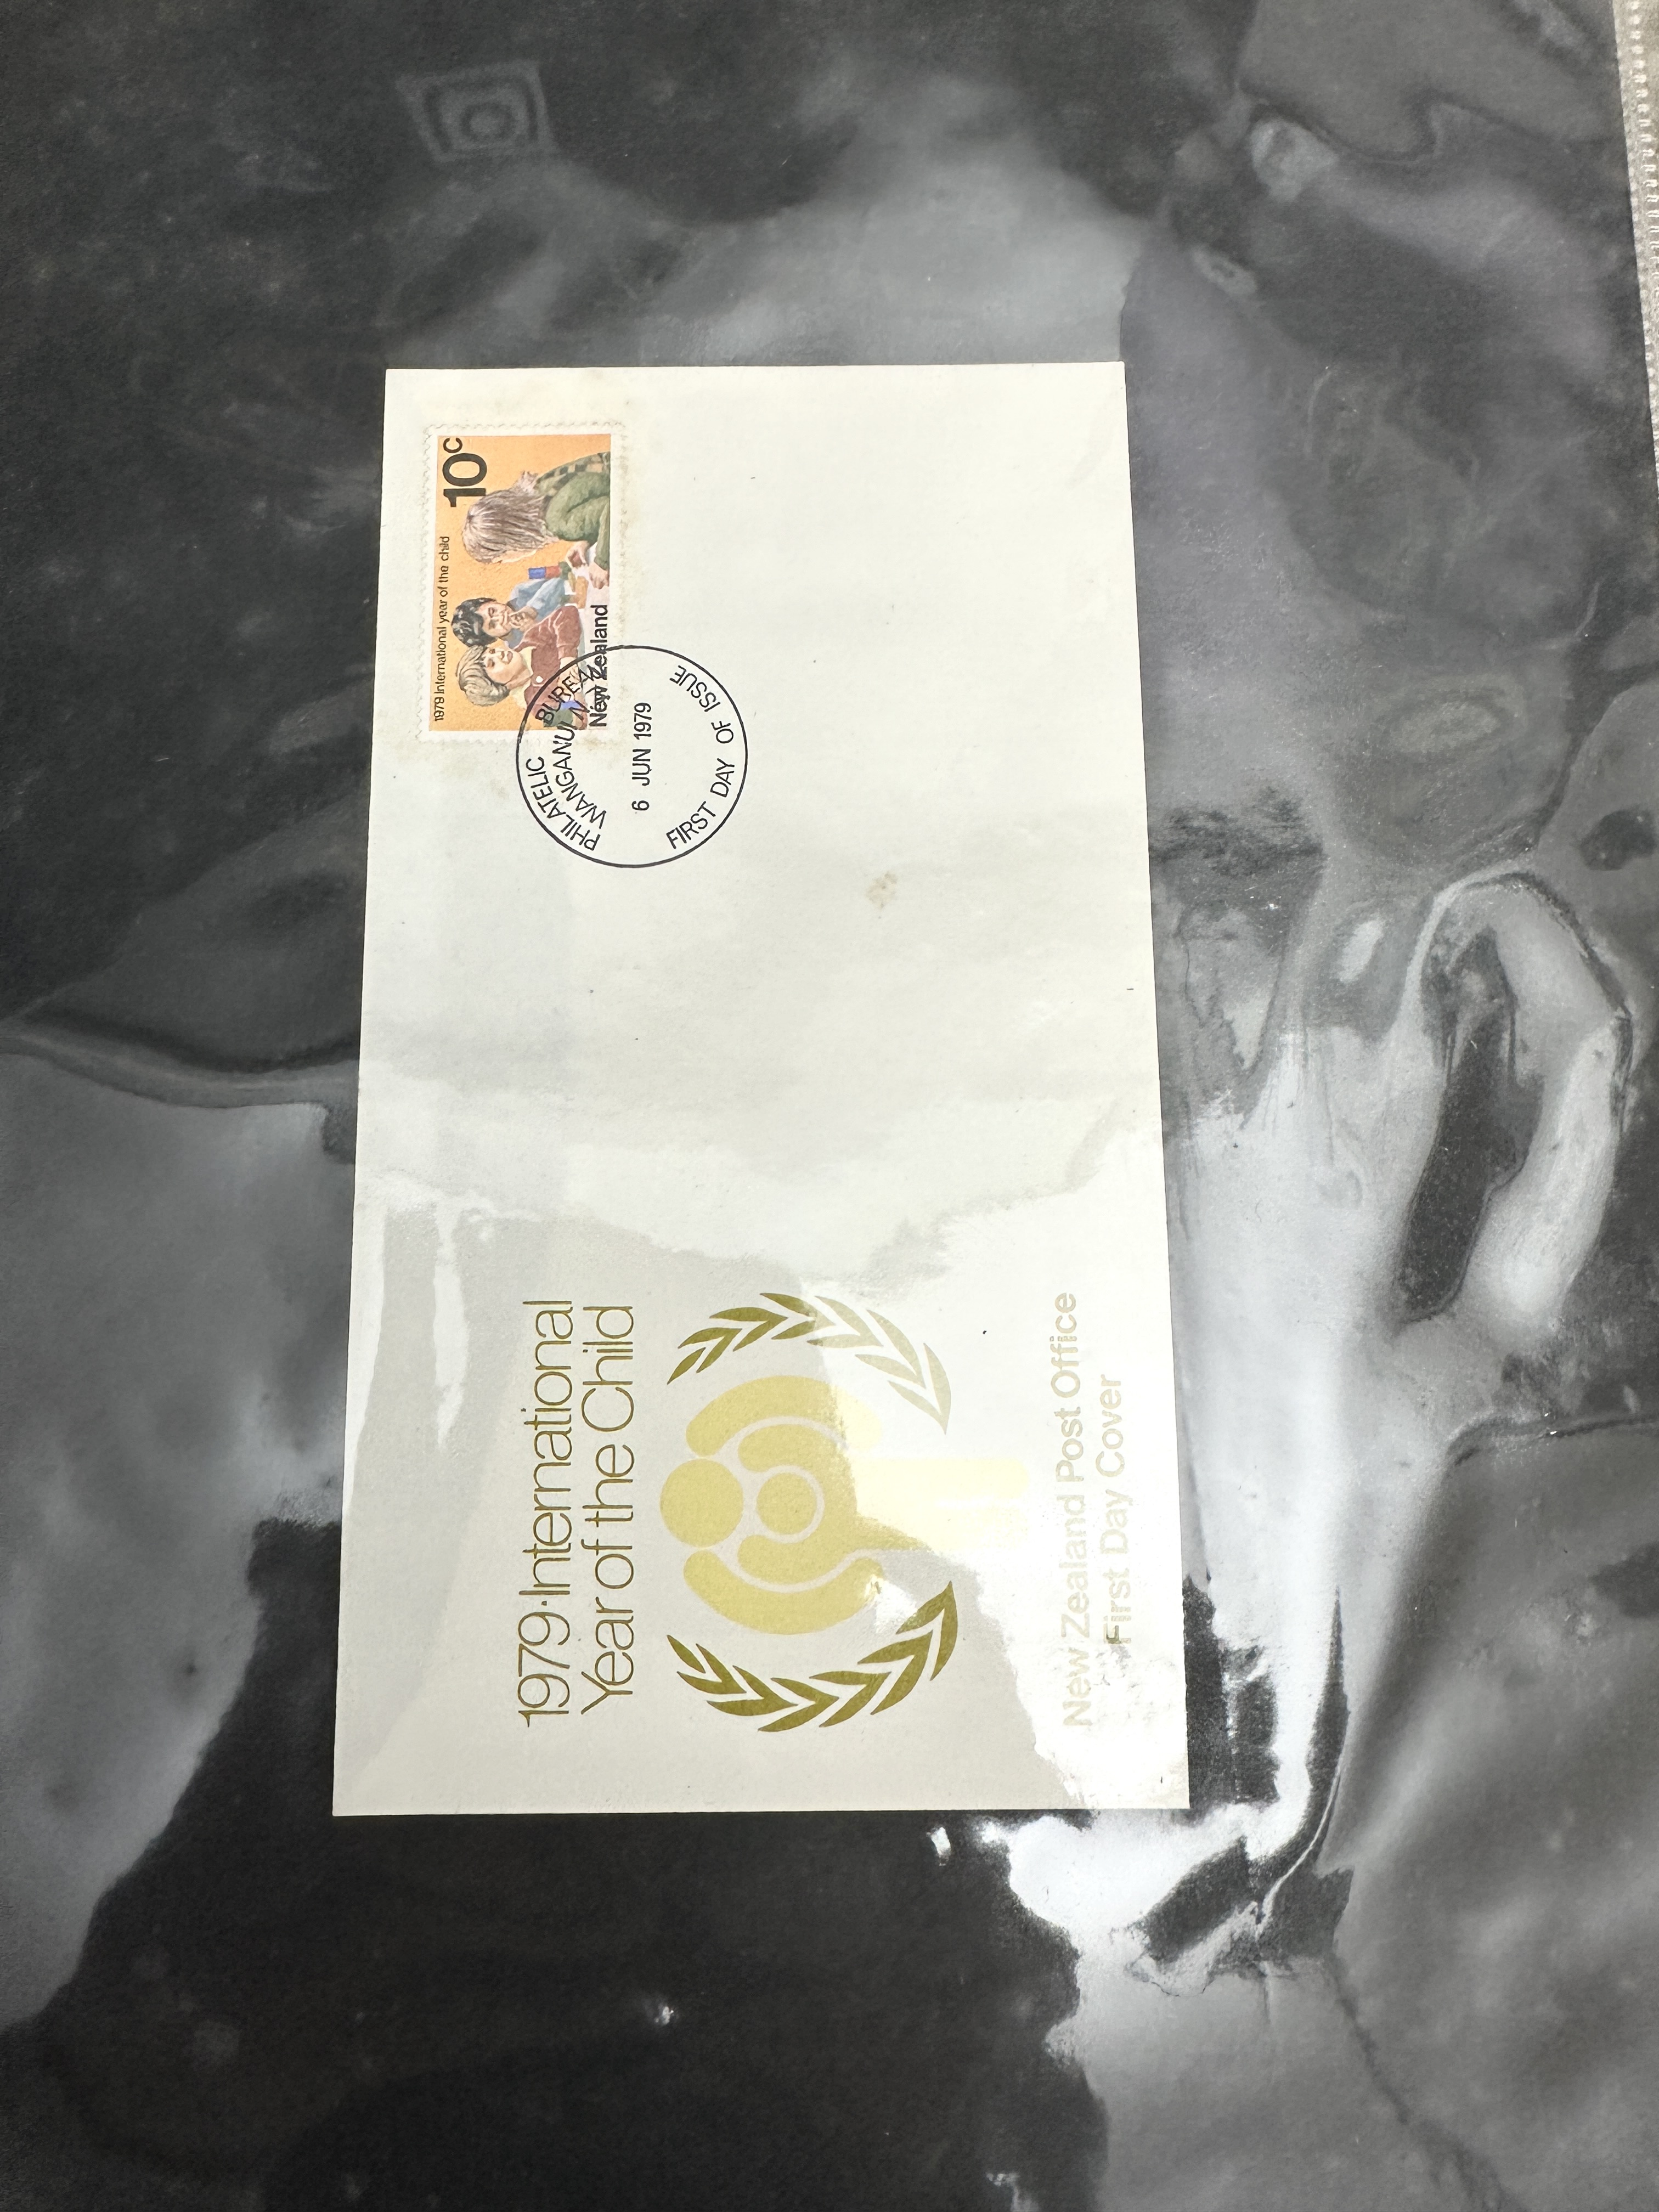 1979·International
Year of the Child
New Zealand Post Office
First Day Cover
1979 International year of the child
10c
New Zealand
PHILATELIC BUREAU
WANGANUI N.Z.
6 JUN 1979
FIRST DAY OF ISSUE